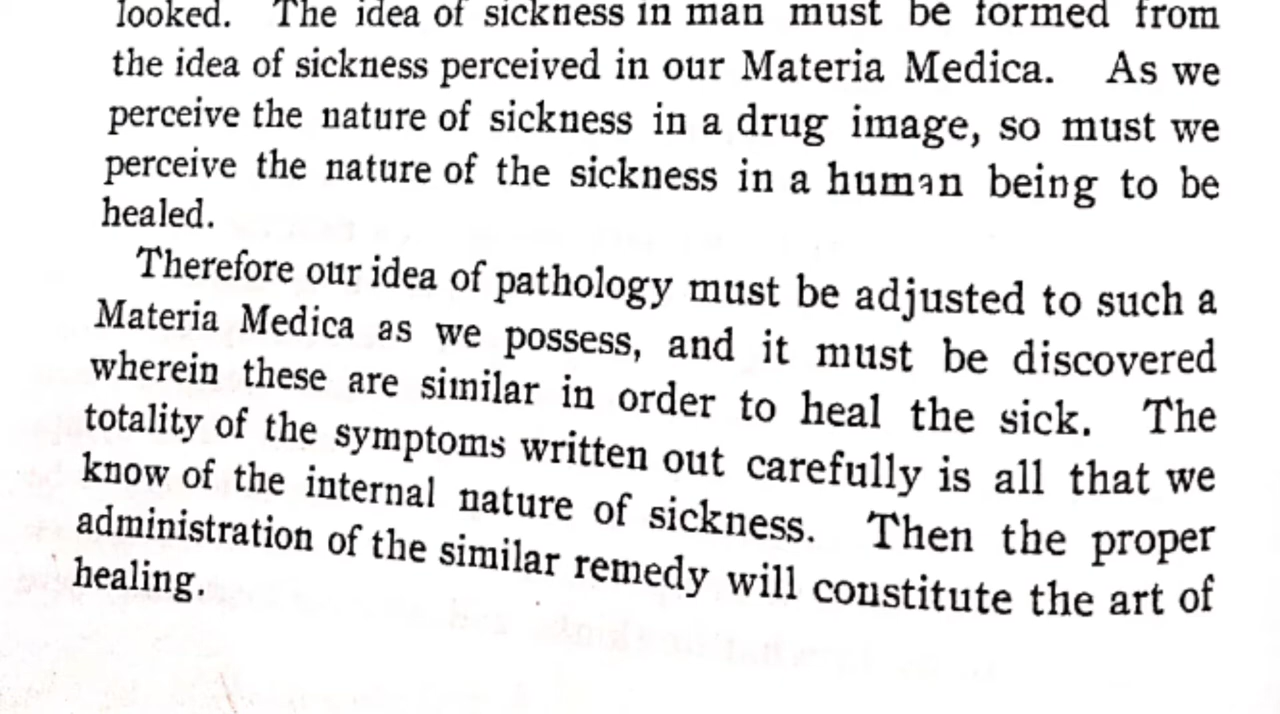 looked. The idea of sickness in man must be formed from
the idea of sickness perceived in our Materia Medica. As we
perceive the nature of sickness in a drug image, so must we
perceive the nature of the sickness in a human being to be
healed.
Therefore our idea of pathology must be adjusted to such a
Materia Medica as we possess, and it must be discovered
wherein these are similar in order to heal the sick. The
totality of the symptoms written out carefully is all that we
know of the internal nature of sickness. Then the proper
administration of the similar remedy will constitute the art of
healing.